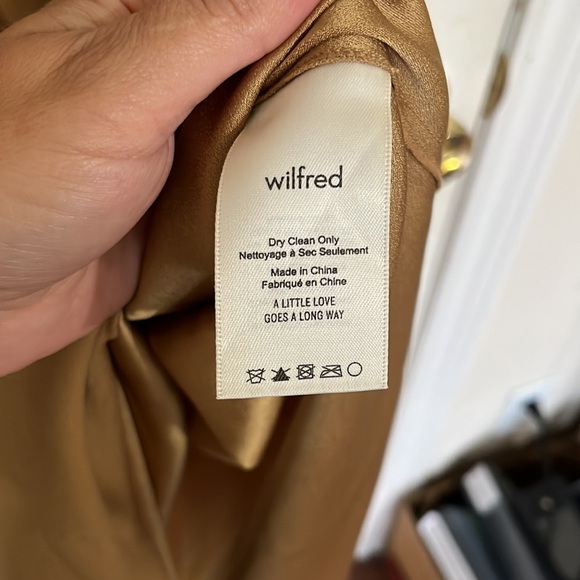 wilfred
Dry Clean Only
Nettoyage à Sec Seulement
Made in China
Fabriqué en Chine
A LITTLE LOVE
GOES A LONG WAY